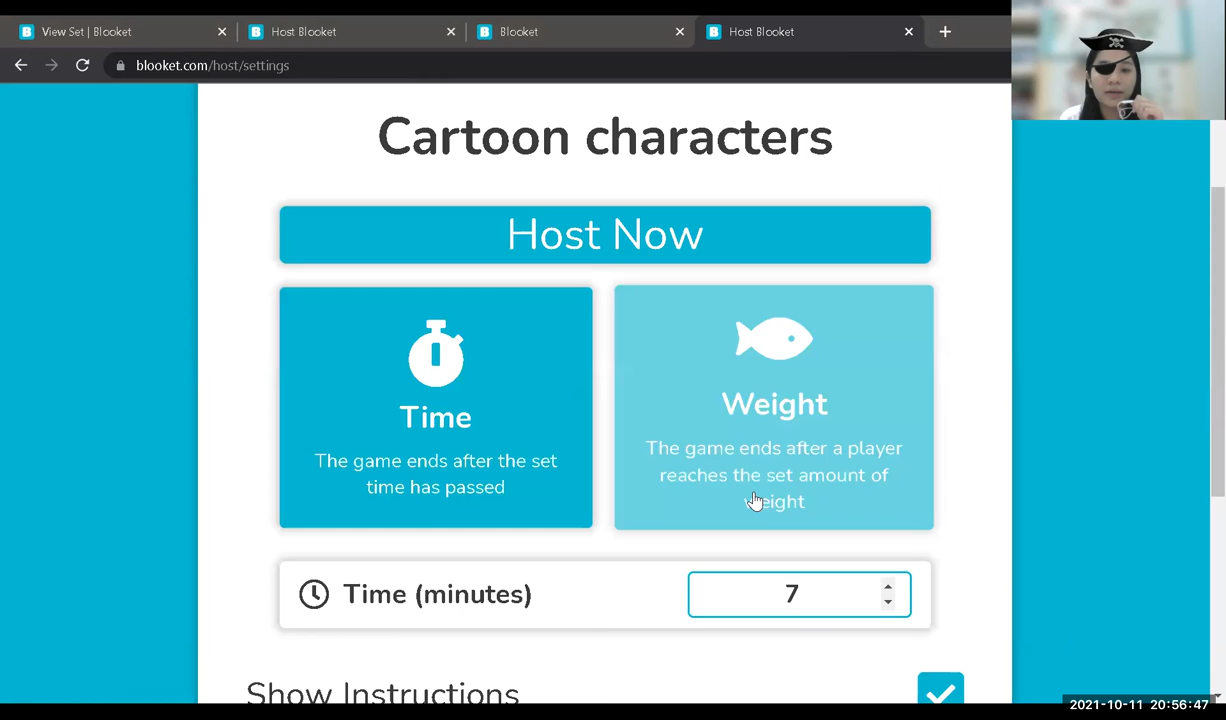 View Set | Blooket
Host Blooket
Blooket
Host Blooket
blooket.com/host/settings
Cartoon characters
Host Now
Time
The game ends after the set
time has passed
Weight
The game ends after a player
reaches the set amount of
weight
Time (minutes)
7
Show Instructions
2021-10-11 20:56:47